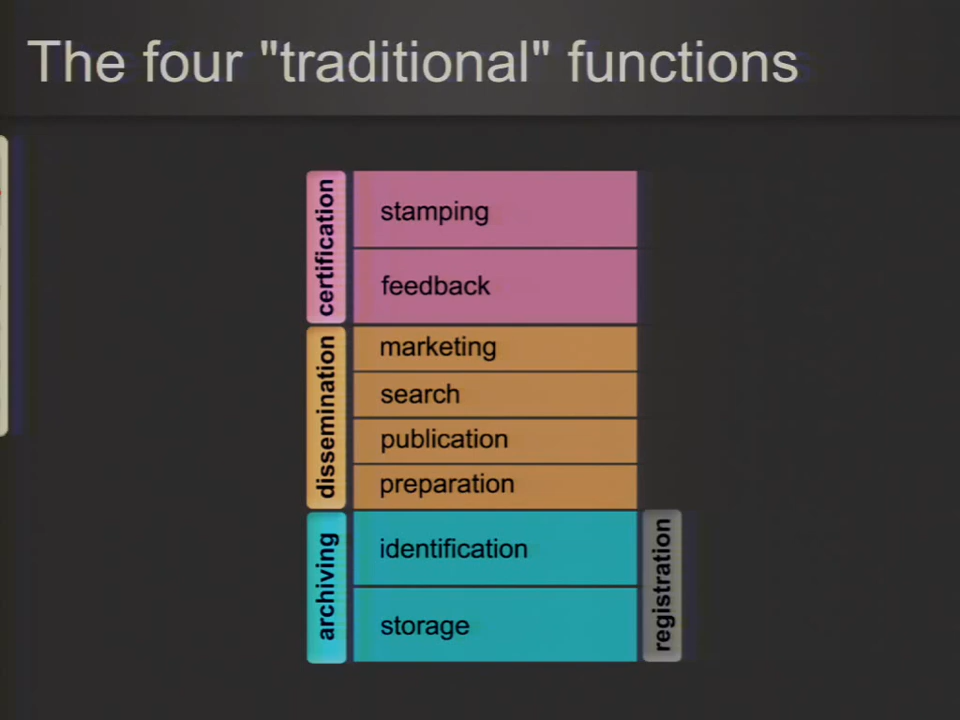 The four "traditional" functions
certification
stamping
feedback
dissemination
marketing
search
publication
preparation
archiving
identification
storage
registration